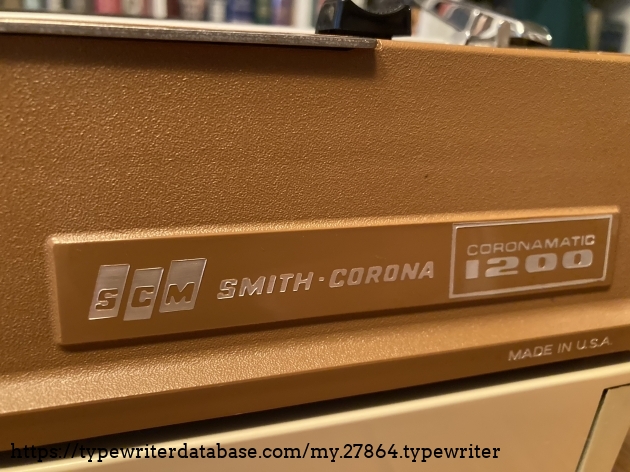 SCM SMITH-CORONA
CORONAMATIC
1200
MADE IN U.S.A.
https://typewriterdatabase.com/my.27864.typewriter